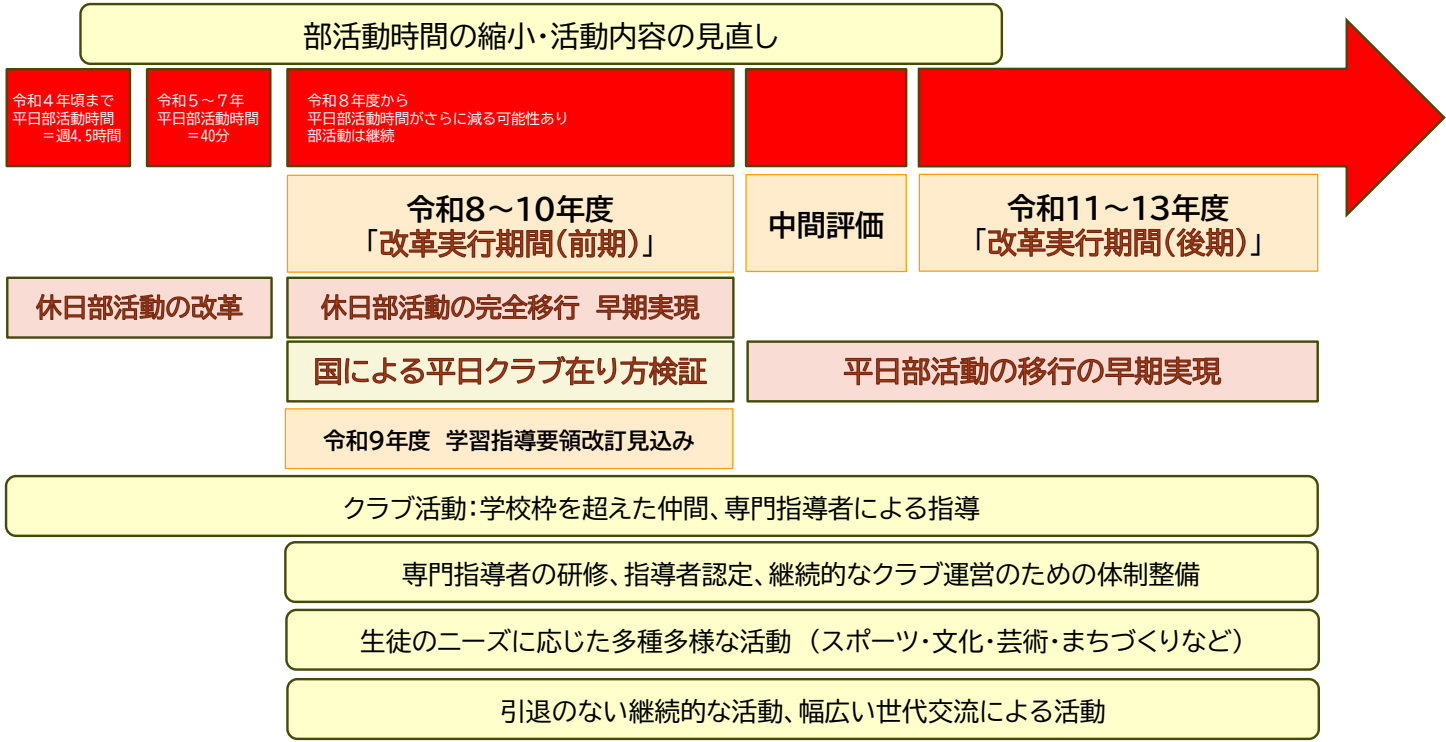 部活動時間の縮小・活動内容の見直し
令和４年頃まで
平日部活動時間
＝週4.5時間
令和５～７年
平日部活動時間
＝40分
令和８年度から
平日部活動時間がさらに減る可能性あり
部活動は継続
令和8～10年度
「改革実行期間（前期）」
中間評価
令和11～13年度
「改革実行期間（後期）」
休日部活動の改革
休日部活動の完全移行　早期実現
国による平日クラブ在り方検証
平日部活動の移行の早期実現
令和9年度　学習指導要領改訂見込み
クラブ活動：学校枠を超えた仲間、専門指導者による指導
専門指導者の研修、指導者認定、継続的なクラブ運営のための体制整備
生徒のニーズに応じた多種多様な活動　（スポーツ・文化・芸術・まちづくりなど）
引退のない継続的な活動、幅広い世代交流による活動